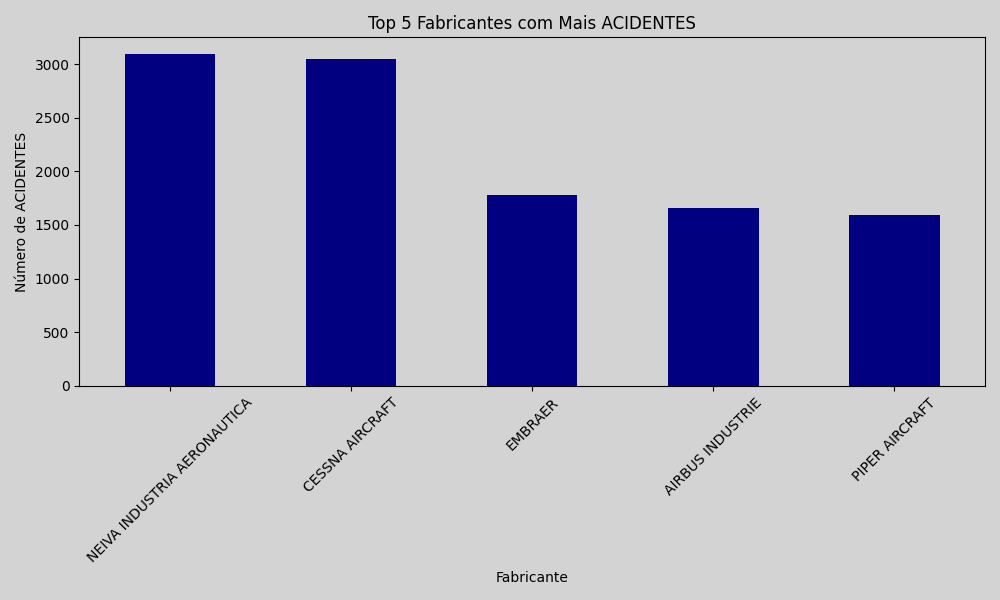 Top 5 Fabricantes com Mais ACIDENTES
Número de ACIDENTES
3000
2500
2000
1500
1000
500
0
NEIVA INDUSTRIA AERONAUTICA
CESSNA AIRCRAFT
EMBRAER
AIRBUS INDUSTRIE
PIPER AIRCRAFT
Fabricante